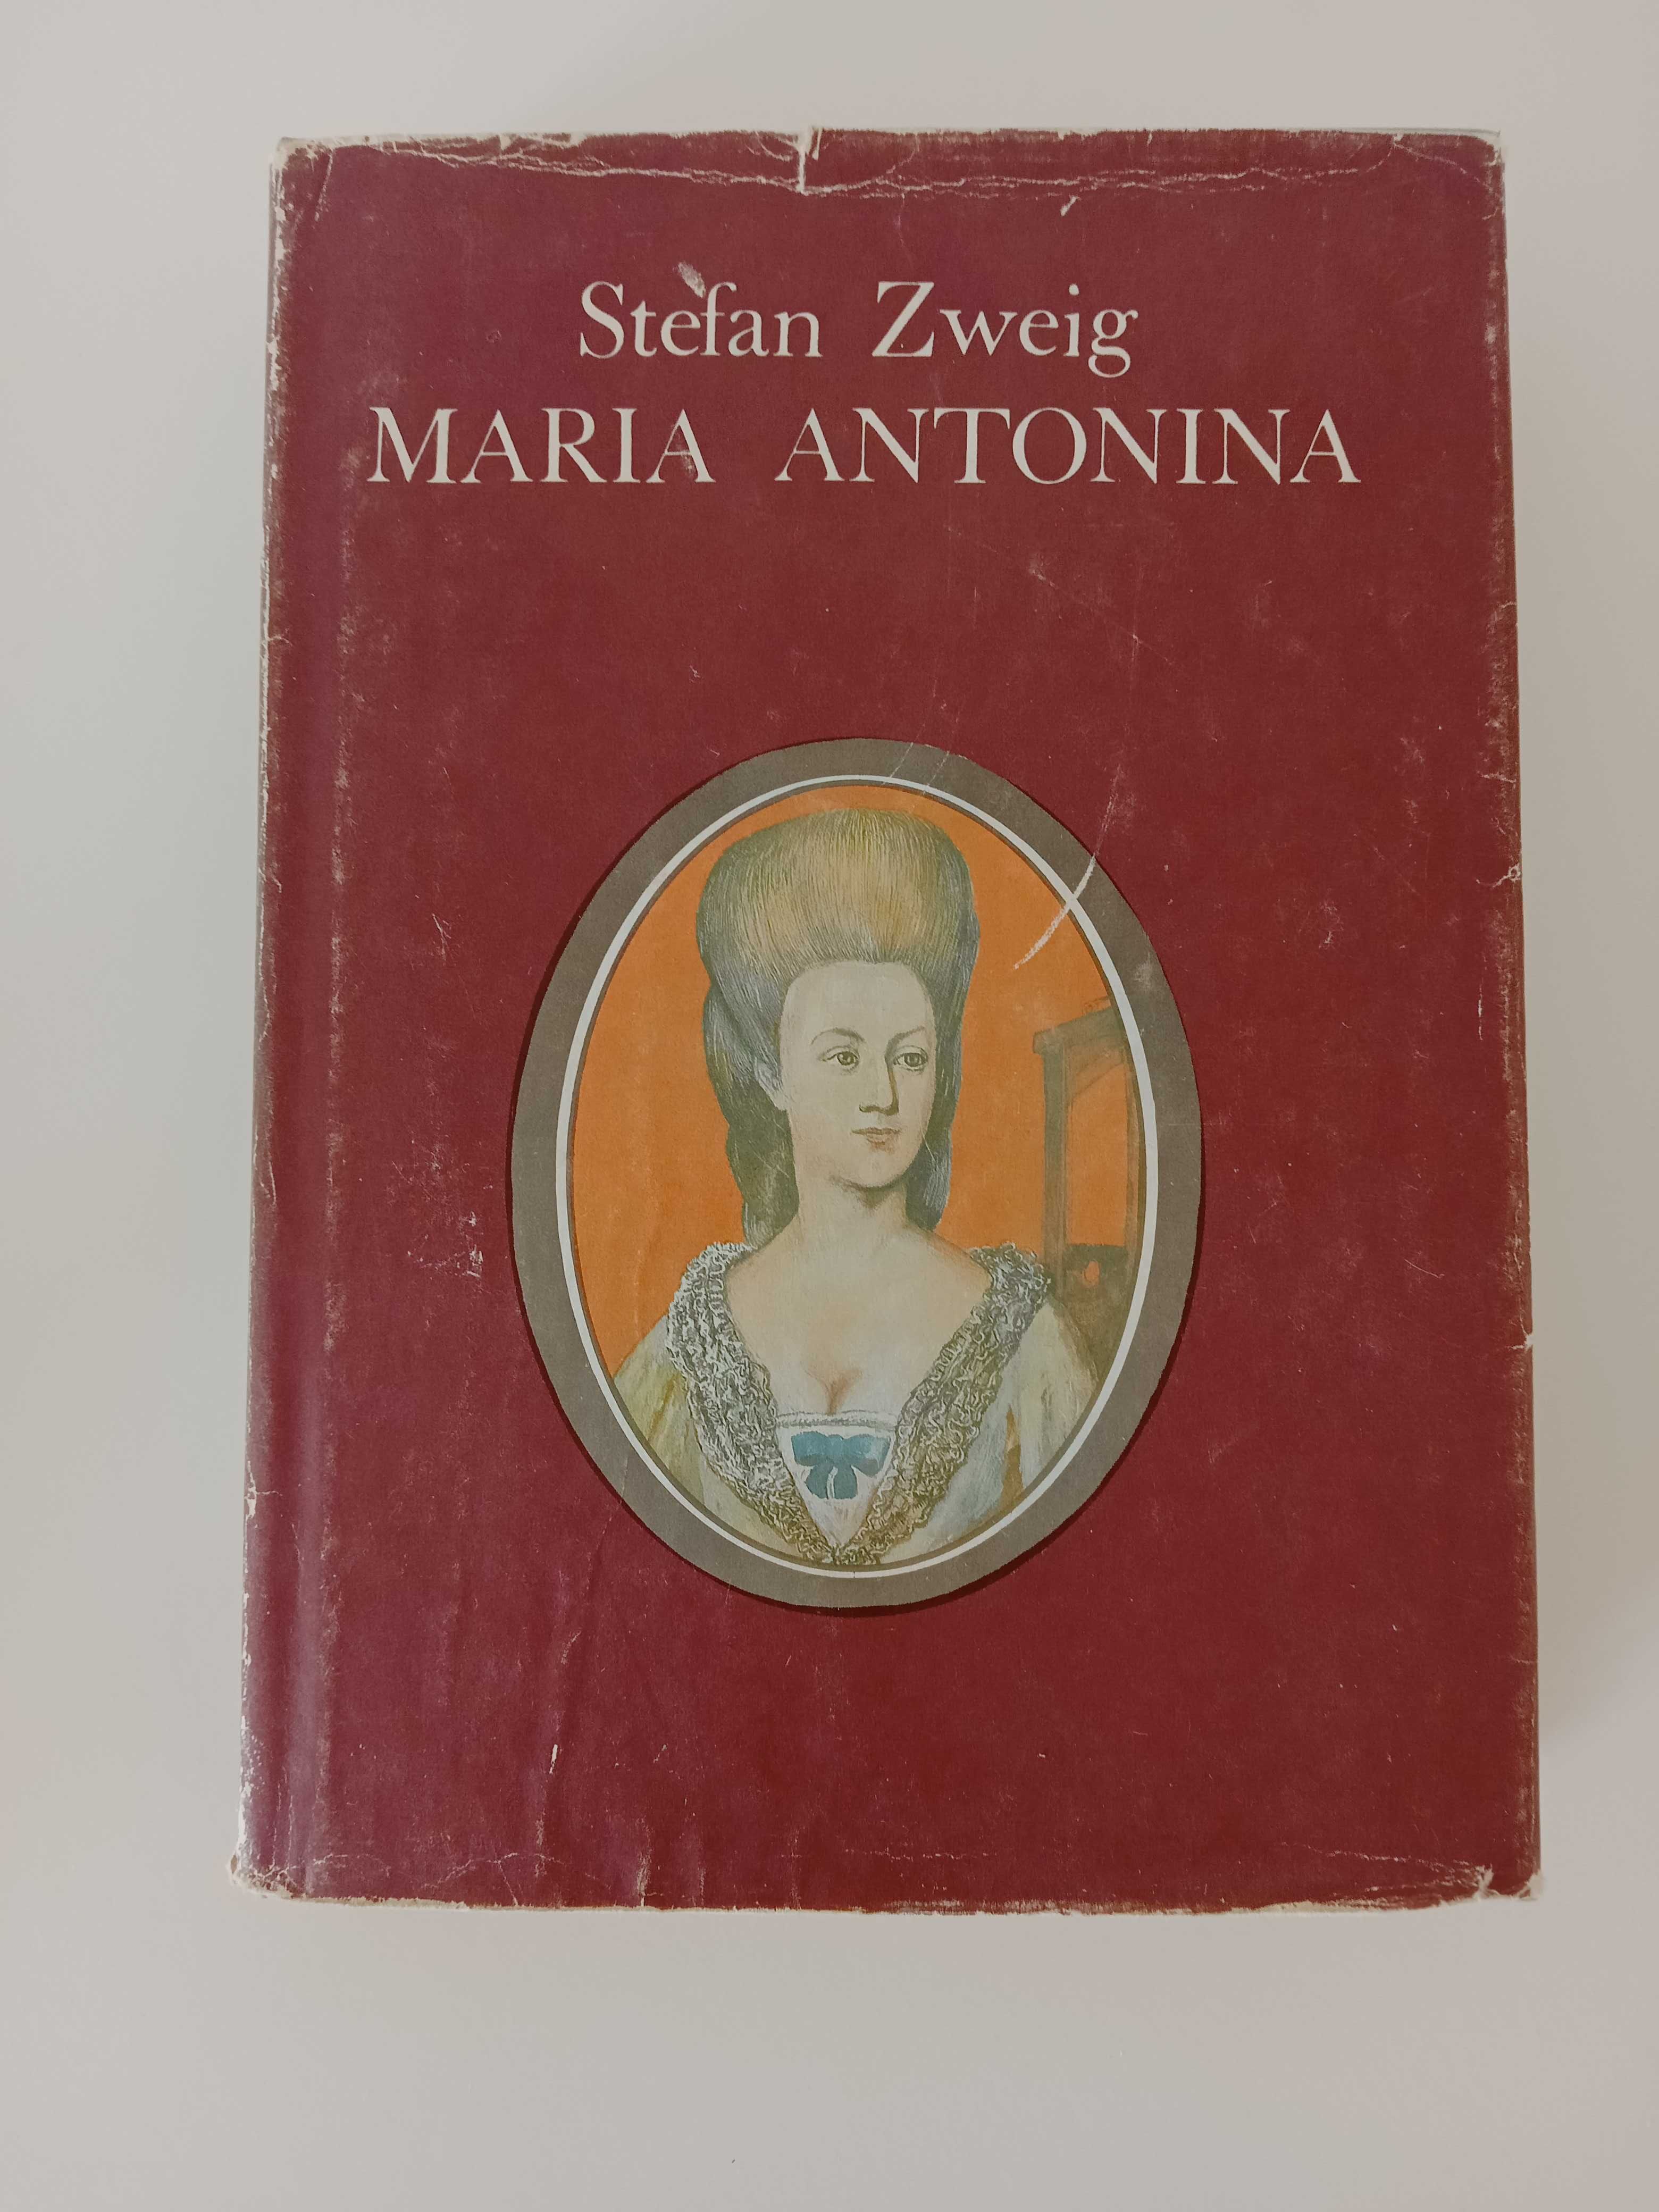 Stefan Zweig
MARIA ANTONINA